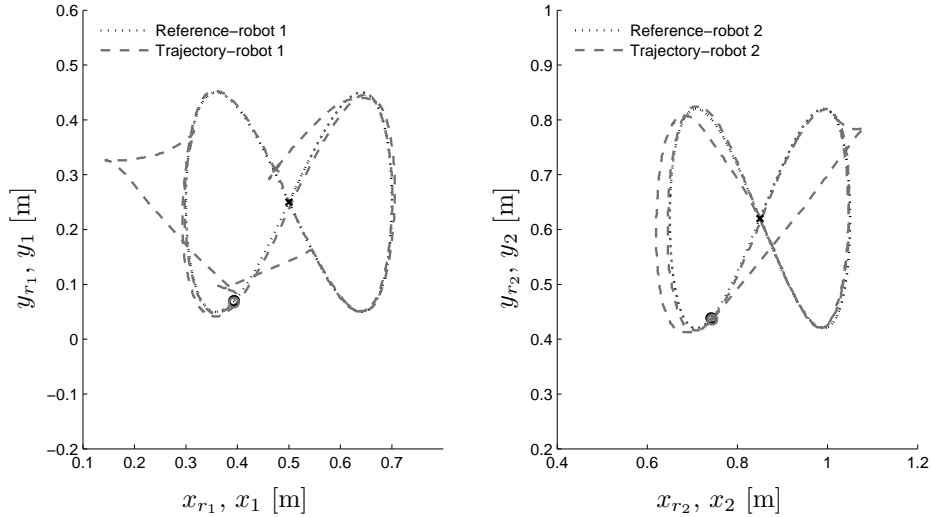 Reference−robot 1
Trajectory−robot 1
0.6
0.5
0.4
0.3
0.2
0.1
0
−0.1
−0.2
0.1 0.2 0.3 0.4 0.5 0.6 0.7
y_{r_1}, y_1 [m]
x_{r_1}, x_1 [m]
Reference−robot 2
Trajectory−robot 2
1
0.9
0.8
0.7
0.6
0.5
0.4
0.3
0.2
0.4 0.6 0.8 1 1.2
y_{r_2}, y_2 [m]
x_{r_2}, x_2 [m]